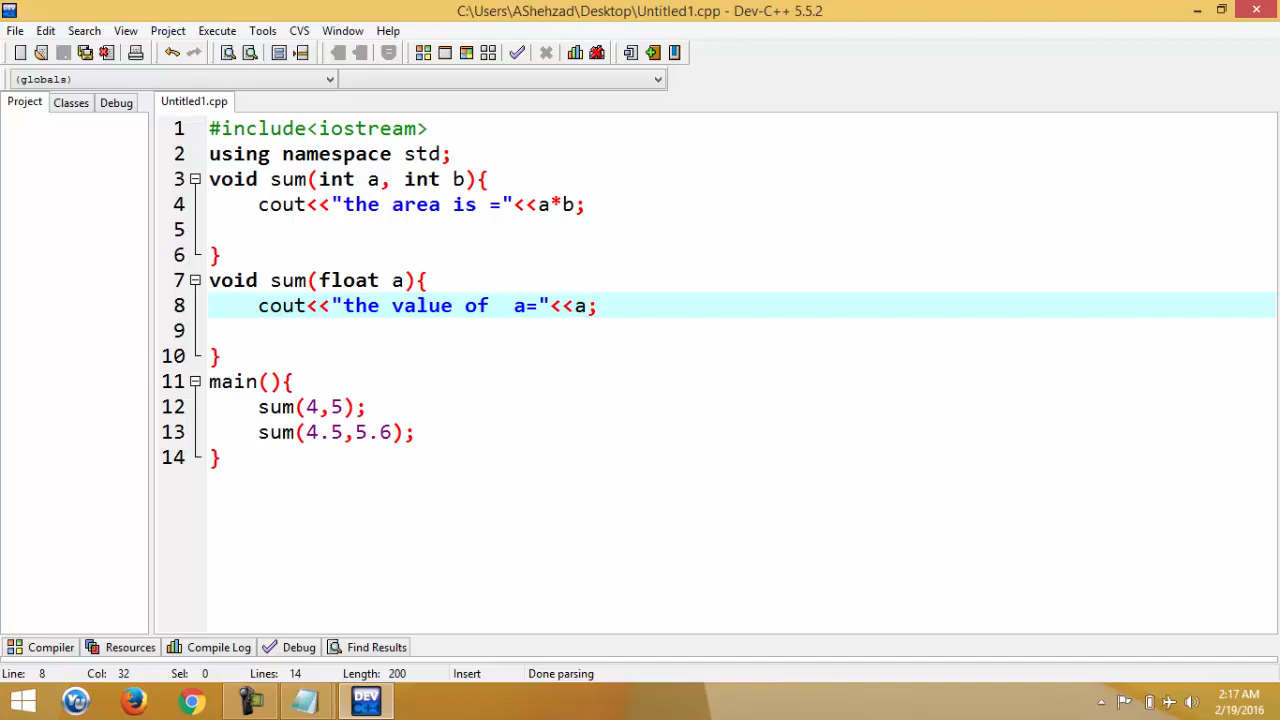 C:\Users\AShehzad\Desktop\Untitled1.cpp - Dev-C++ 5.5.2
File Edit Search View Project Execute Tools CVS Window Help
(globals)
Project Classes Debug Untitled1.cpp
1 #include<iostream>
2 using namespace std;
3 void sum(int a, int b){
4 cout<<"the area is ="<<a*b;
5
6 }
7 void sum(float a){
8 cout<<"the value of  a="<<a;
9
10 }
11 main(){
12 sum(4,5);
13 sum(4.5,5.6);
14 }
Compiler Resources Compile Log Debug Find Results
Line: 8 Col: 32 Sel: 0 Lines: 14 Length: 200 Insert Done parsing
DEV
2:17 AM
2/19/2016